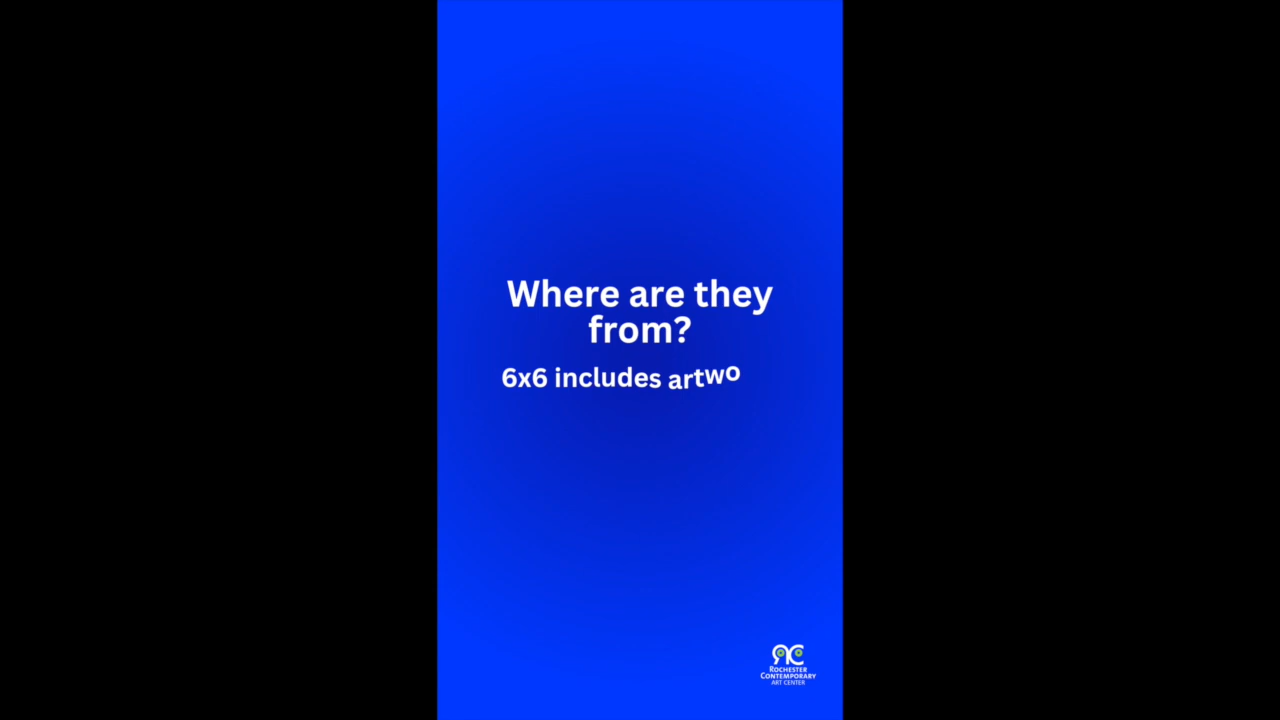 Where are they
from?
6x6 includes artwo
ROCHESTER
CONTEMPORARY
ART CENTER